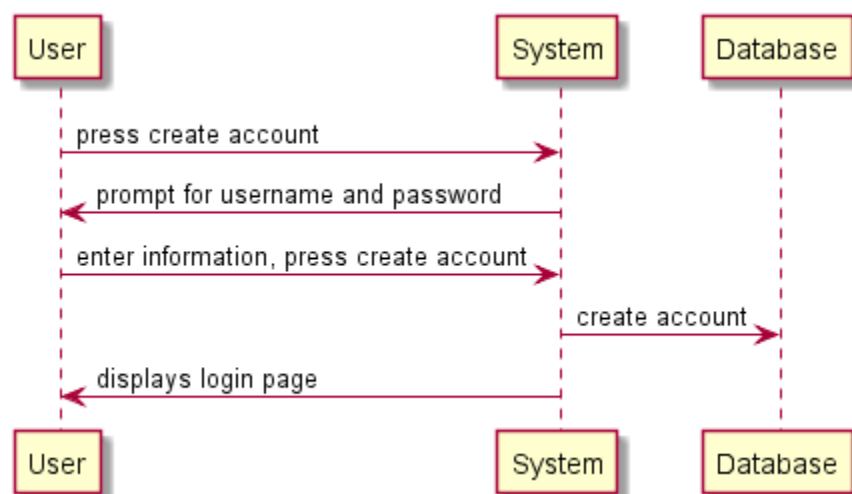 User
System
Database
press create account
prompt for username and password
enter information, press create account
create account
displays login page
User
System
Database